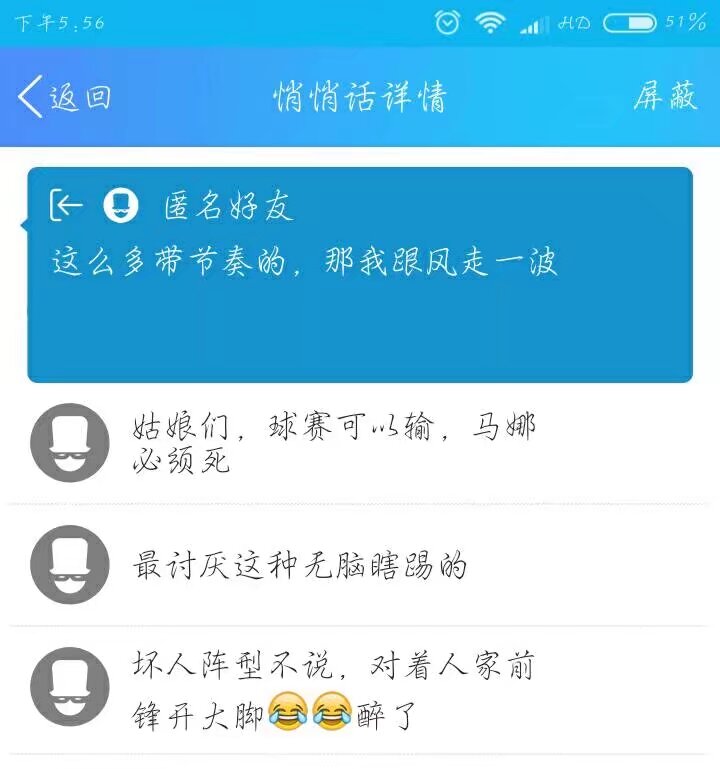 下午5:56
HD
51%
返回
悄悄话详情
屏蔽
匿名好友
这么多带节奏的，那我跟风走一波
姑娘们，球赛可以输，马娜
必须死
最讨厌这种无脑瞎踢的
坏人阵型不说，对着人家前
锋开大脚😂😂醉了